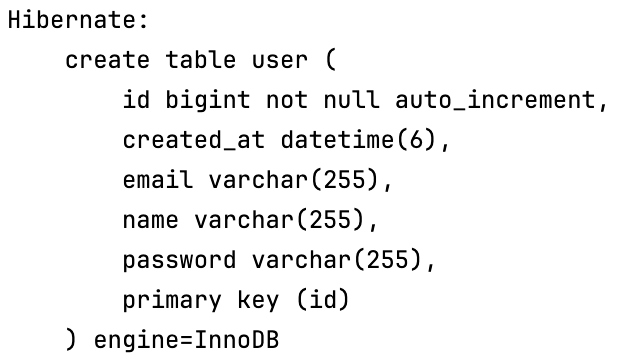 Hibernate:
    create table user (
        id bigint not null auto_increment,
        created_at datetime(6),
        email varchar(255),
        name varchar(255),
        password varchar(255),
        primary key (id)
    ) engine=InnoDB